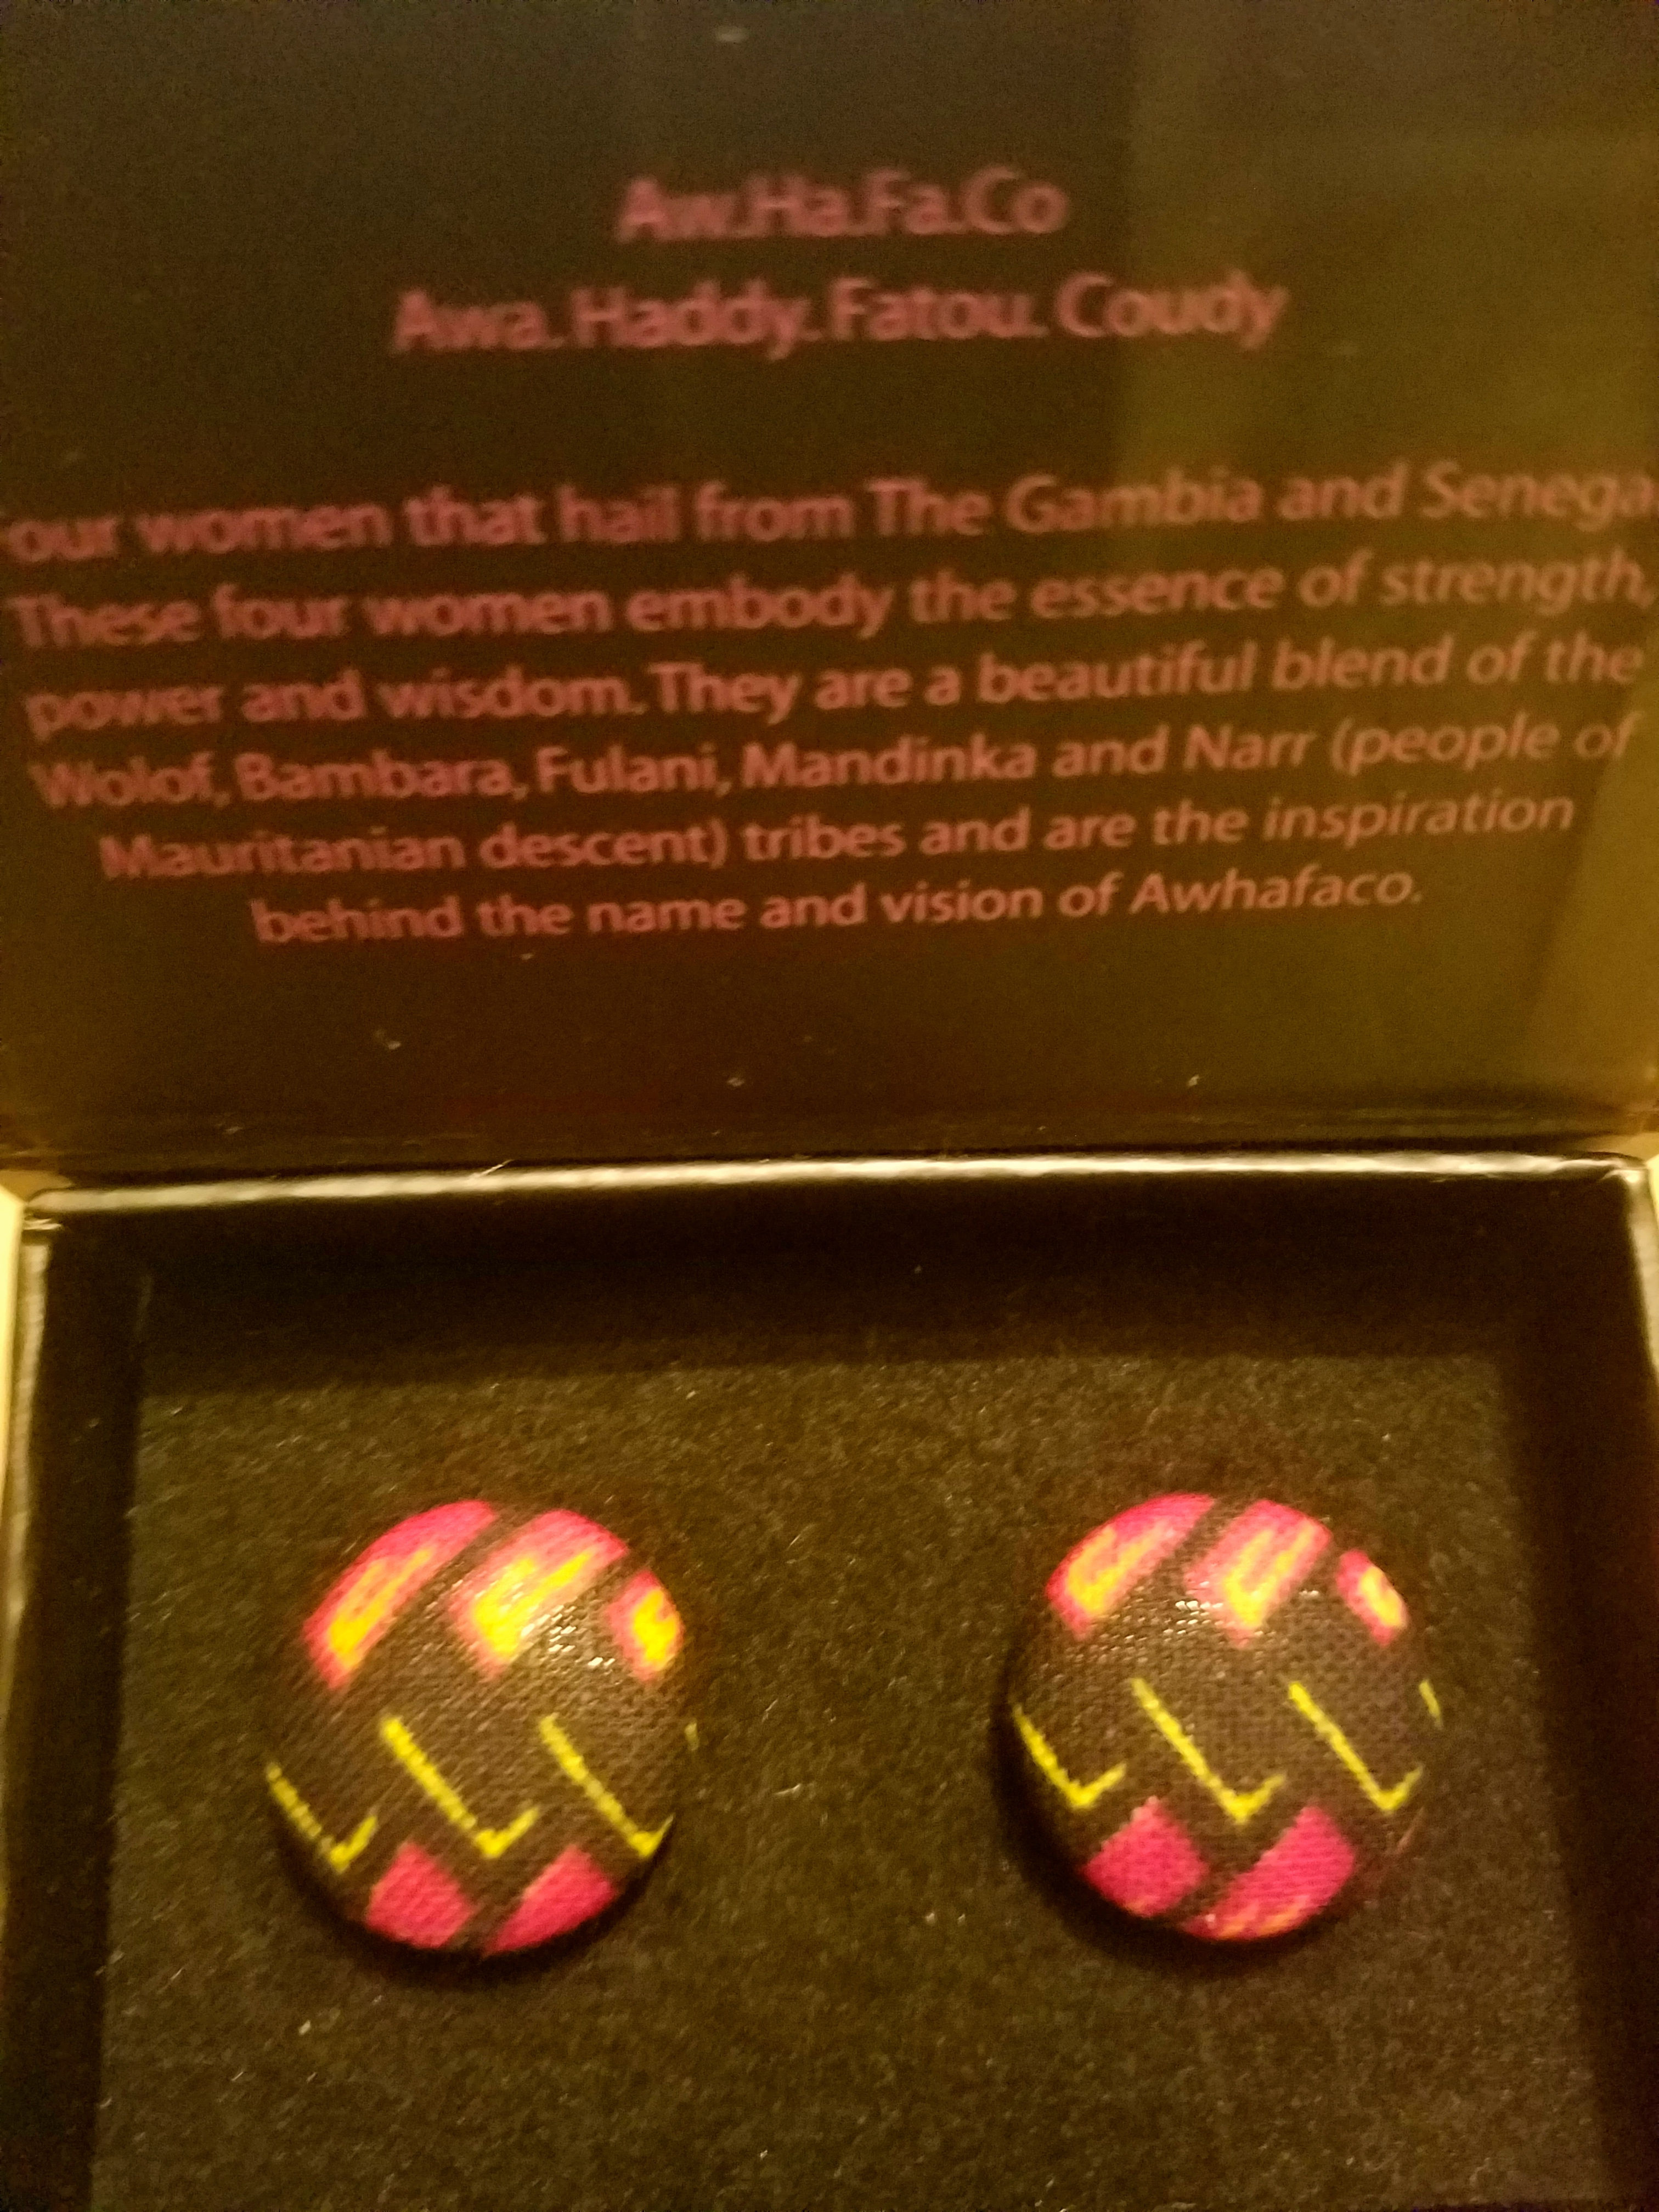 Aw.Ha.Fa.Co
Awa. Haddy. Fatou. Coudy
our women that hail from The Gambia and Senega
These four women embody the essence of strength,
power and wisdom. They are a beautiful blend of the
Wolof, Bambara, Fulani, Mandinka and Narr (people of
Mauritanian descent) tribes and are the inspiration
behind the name and vision of Awhafaco.